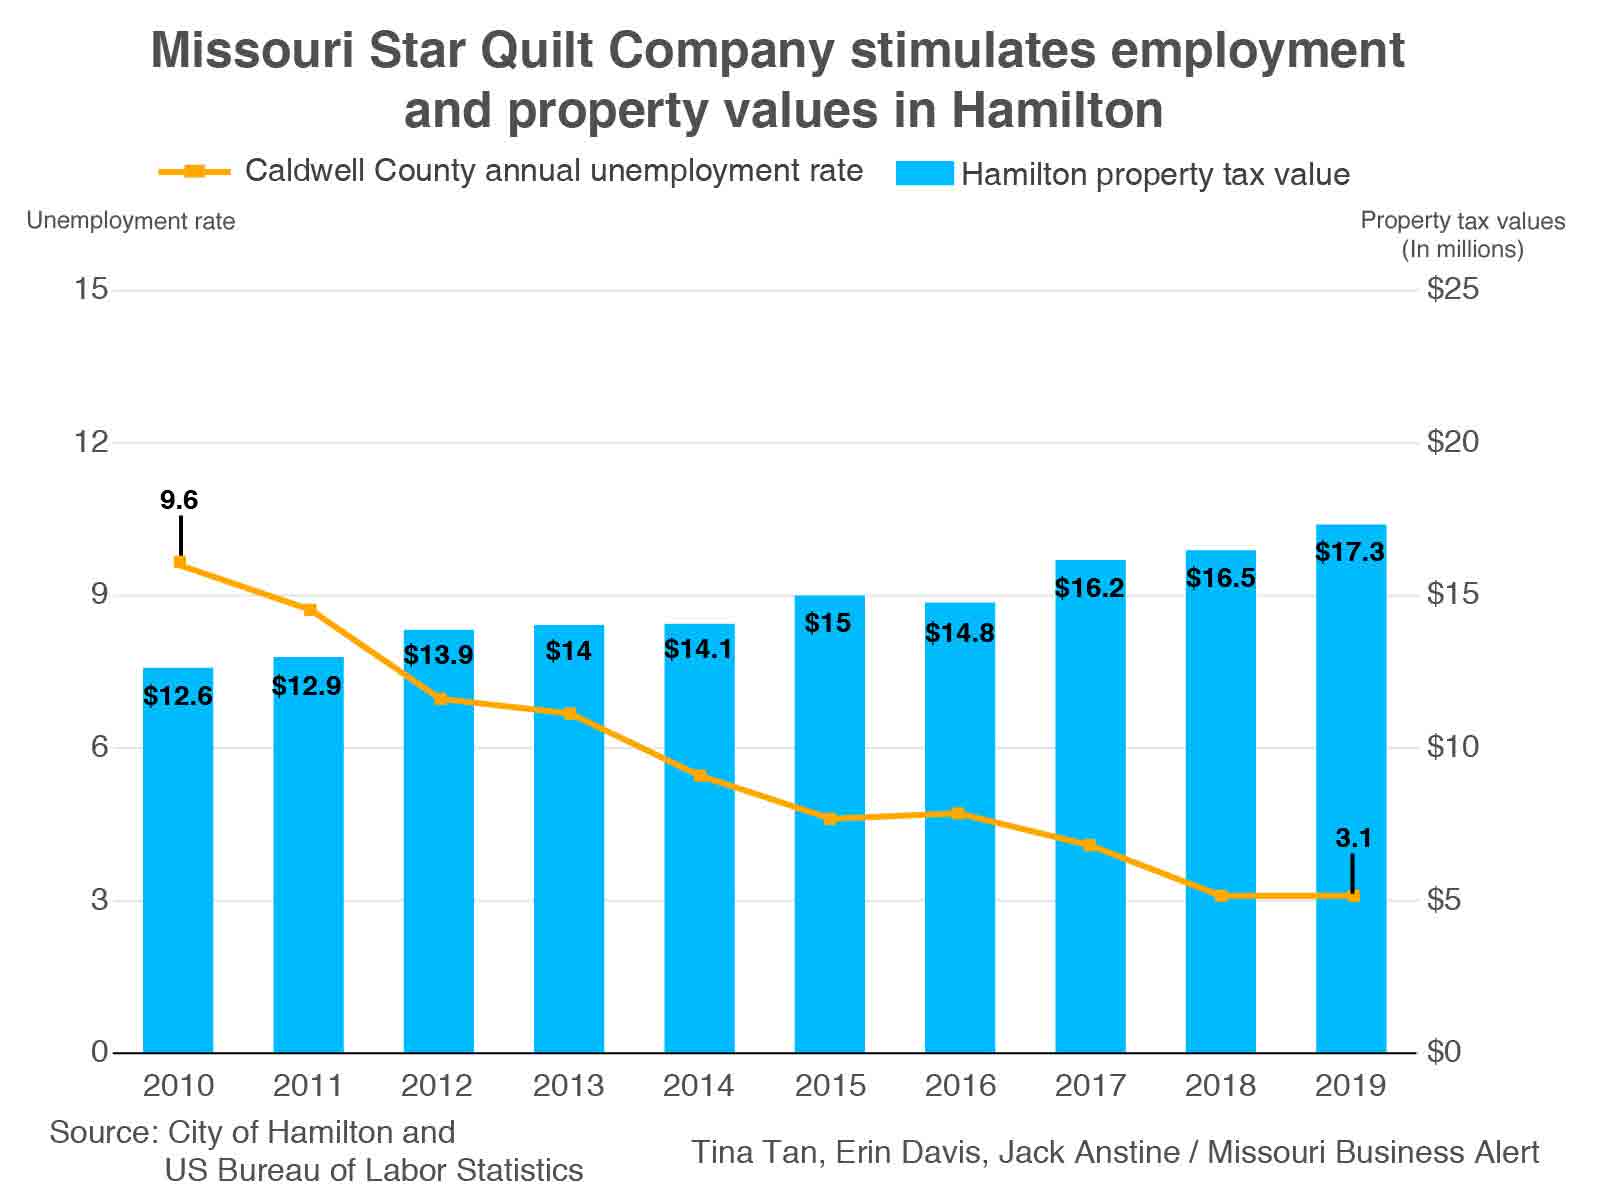 Missouri Star Quilt Company stimulates employment
and property values in Hamilton
Caldwell County annual unemployment rate
Hamilton property tax value
Unemployment rate
Property tax values
(In millions)
15
$25
12
$20
9.6
$17.3
$16.5
$16.2
9
$15
$15
$14.8
$14.1
$14
$13.9
$12.9
$12.6
6
$10
3.1
3
$5
0
$0
2010 2011 2012 2013 2014 2015 2016 2017 2018 2019
Source: City of Hamilton and
US Bureau of Labor Statistics
Tina Tan, Erin Davis, Jack Anstine / Missouri Business Alert